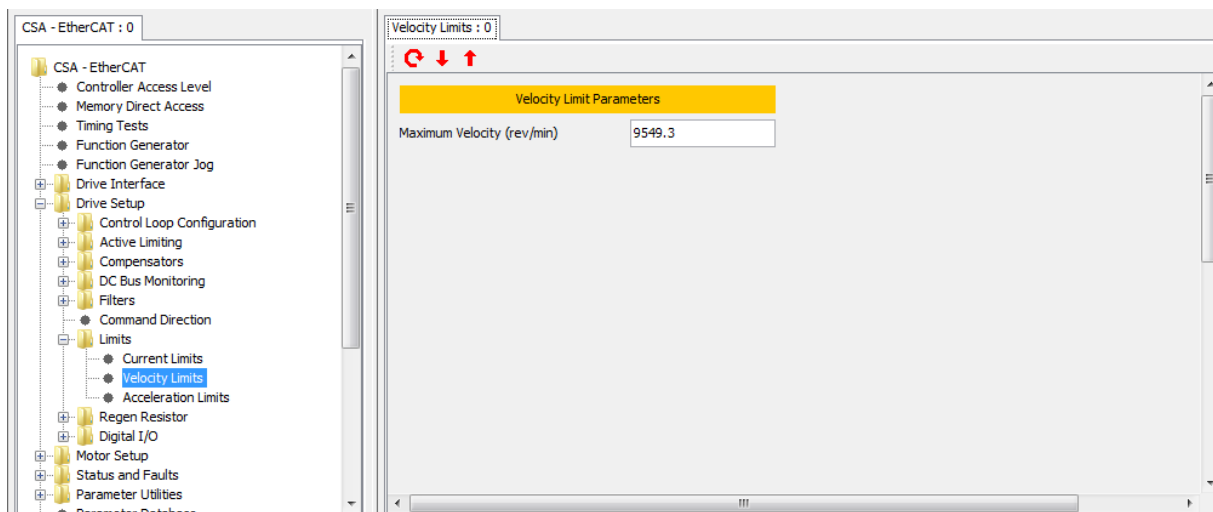 CSA - EtherCAT : 0
CSA - EtherCAT
Controller Access Level
Memory Direct Access
Timing Tests
Function Generator
Function Generator Jog
Drive Interface
Drive Setup
Control Loop Configuration
Active Limiting
Compensators
DC Bus Monitoring
Filters
Command Direction
Limits
Current Limits
Velocity Limits
Acceleration Limits
Regen Resistor
Digital I/O
Motor Setup
Status and Faults
Parameter Utilities
Parameter Database
Velocity Limits : 0
Velocity Limit Parameters
Maximum Velocity (rev/min) 9549.3